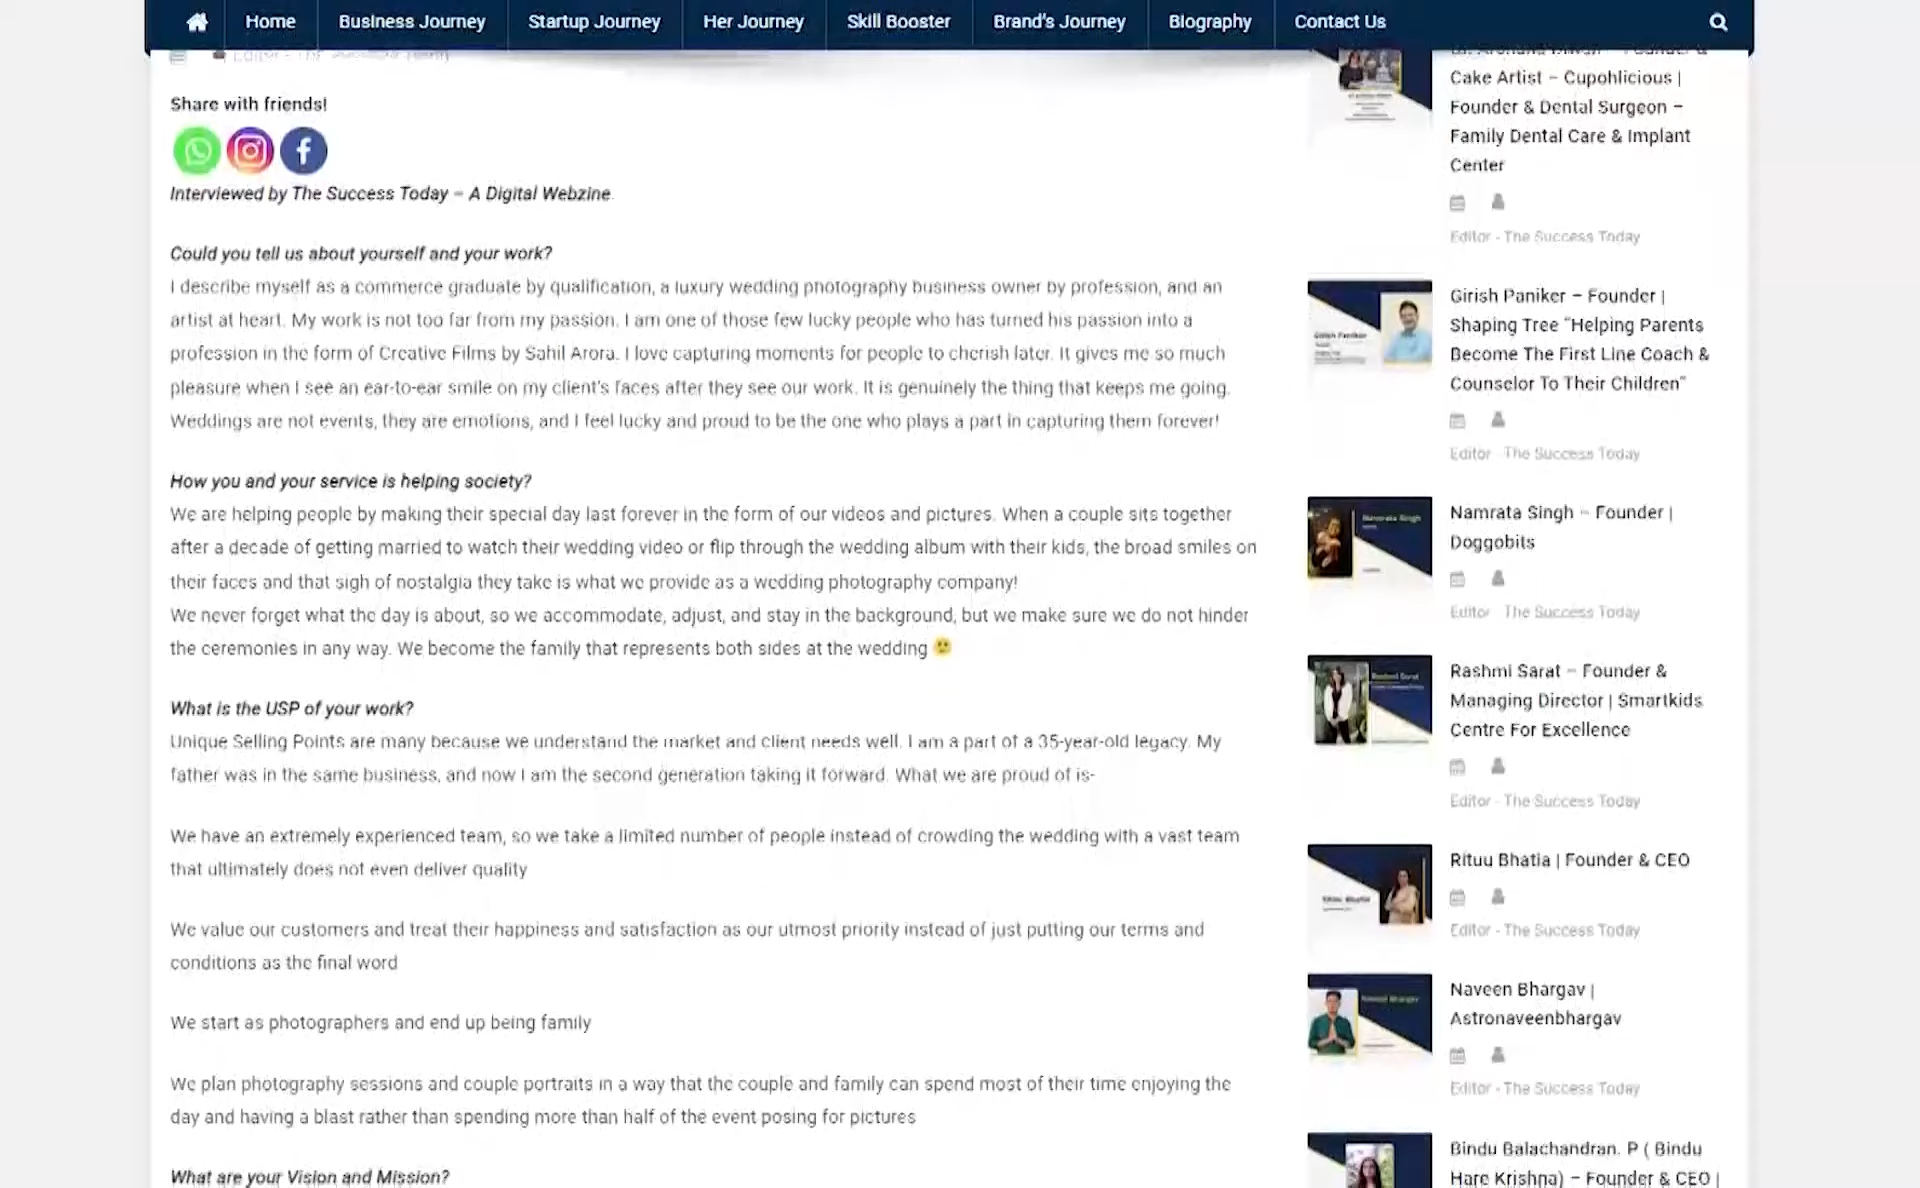 Home
Business Journey
Startup Journey
Her Journey
Skill Booster
Brand's Journey
Biography
Contact Us
Editor - The Success Today
Share with friends!
Interviewed by The Success Today – A Digital Webzine
Could you tell us about yourself and your work?
I describe myself as a commerce graduate by qualification, a luxury wedding photography business owner by profession, and an
artist at heart. My work is not too far from my passion. I am one of those few lucky people who has turned his passion into a
profession in the form of Creative Films by Sahil Arora. I love capturing moments for people to cherish later. It gives me so much
pleasure when I see an ear-to-ear smile on my client's faces after they see our work. It is genuinely the thing that keeps me going.
Weddings are not events, they are emotions, and I feel lucky and proud to be the one who plays a part in capturing them forever!
How you and your service is helping society?
We are helping people by making their special day last forever in the form of our videos and pictures. When a couple sits together
after a decade of getting married to watch their wedding video or flip through the wedding album with their kids, the broad smiles on
their faces and that sigh of nostalgia they take is what we provide as a wedding photography company!
We never forget what the day is about, so we accommodate, adjust, and stay in the background, but we make sure we do not hinder
the ceremonies in any way. We become the family that represents both sides at the wedding 🙂
What is the USP of your work?
Unique Selling Points are many because we understand the market and client needs well. I am a part of a 35-year-old legacy. My
father was in the same business, and now I am the second generation taking it forward. What we are proud of is-
We have an extremely experienced team, so we take a limited number of people instead of crowding the wedding with a vast team
that ultimately does not even deliver quality
We value our customers and treat their happiness and satisfaction as our utmost priority instead of just putting our terms and
conditions as the final word
We start as photographers and end up being family
We plan photography sessions and couple portraits in a way that the couple and family can spend most of their time enjoying the
day and having a blast rather than spending more than half of the event posing for pictures
What are your Vision and Mission?
Cake Artist – Cupohlicious |
Founder & Dental Surgeon –
Family Dental Care & Implant
Center
Editor - The Success Today
Girish Paniker
Girish Paniker – Founder |
Shaping Tree "Helping Parents
Become The First Line Coach &
Counselor To Their Children"
Editor - The Success Today
Namrata Singh
Namrata Singh – Founder |
Doggobits
Editor - The Success Today
Rashmi Sarat
Rashmi Sarat – Founder &
Managing Director | Smartkids
Centre For Excellence
Editor - The Success Today
Rituu Bhatia
Rituu Bhatia | Founder & CEO
Editor - The Success Today
Naveen Bhargav
Naveen Bhargav |
Astronaveenbhargav
Editor - The Success Today
Bindu Balachandran. P ( Bindu
Hare Krishna) – Founder & CEO |